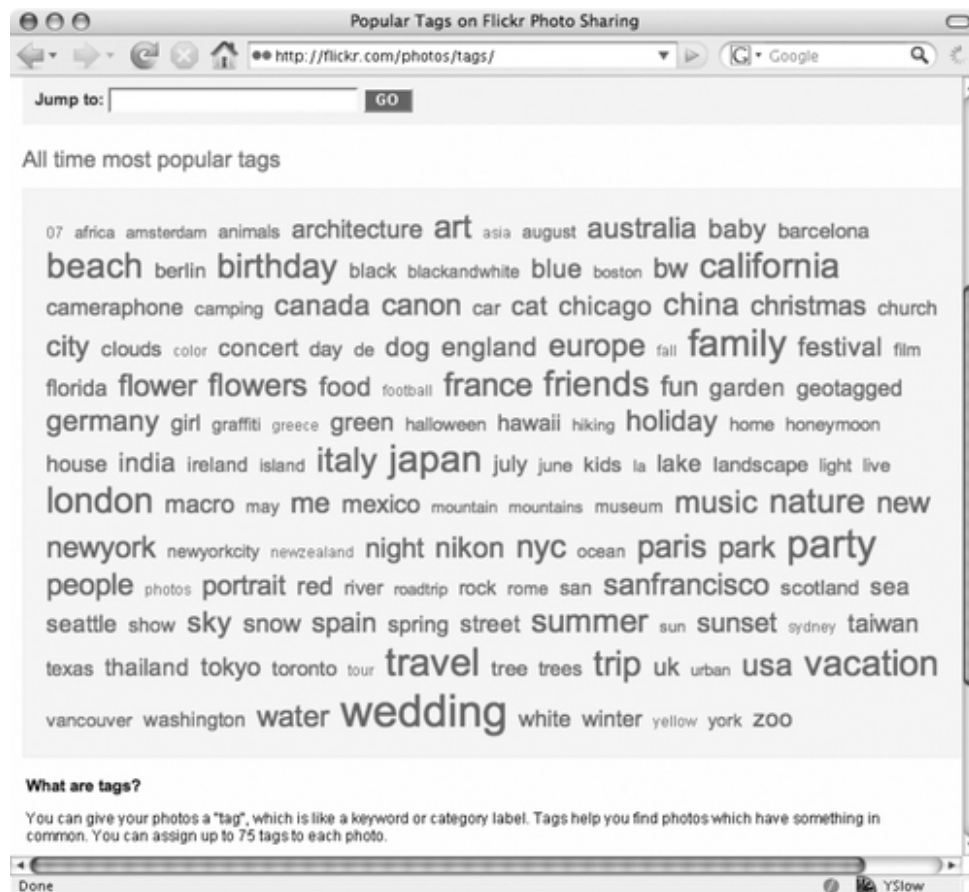 Popular Tags on Flickr Photo Sharing
http://flickr.com/photos/tags/ G Google
Jump to: GO
All time most popular tags
07 africa amsterdam animals architecture art asia august australia baby barcelona
beach berlin birthday black blackandwhite blue boston bw california
cameraphone camping canada canon car cat chicago china christmas church
city clouds color concert day de dog england europe fall family festival film
florida flower flowers food football france friends fun garden geotagged
germany girl graffiti greece green halloween hawaii hiking holiday home honeymoon
house india ireland island italy japan july june kids la lake landscape light live
london macro may me mexico mountain mountains museum music nature new
newyork newyorkcity newzealand night nikon nyc ocean paris park party
people photos portrait red river roadtrip rock rome san sanfrancisco scotland sea
seattle show sky snow spain spring street summer sun sunset sydney taiwan
texas thailand tokyo toronto tour travel tree trees trip uk urban usa vacation
vancouver washington water wedding white winter yellow york zoo
What are tags?
You can give your photos a "tag", which is like a keyword or category label. Tags help you find photos which have something in
common. You can assign up to 75 tags to each photo.
Done YSlow